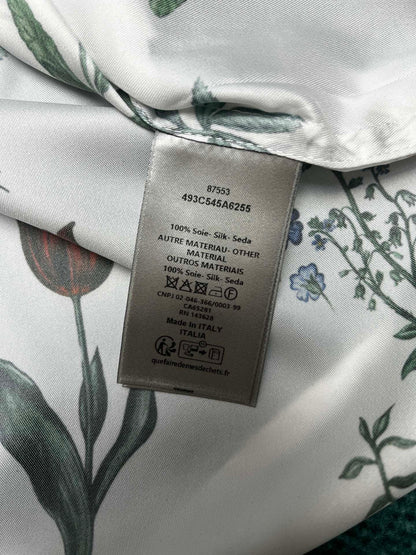 87553
493C545A6255
100% Soie- Silk- Seda
AUTRE MATERIAU- OTHER
MATERIAL
OUTROS MATERIAIS
100% Soie- Silk- Seda
CNPJ 02-046-366/0003-99
CA65281
RN 143628
Made In ITALY
ITALIA
quefairedemesdechets.fr